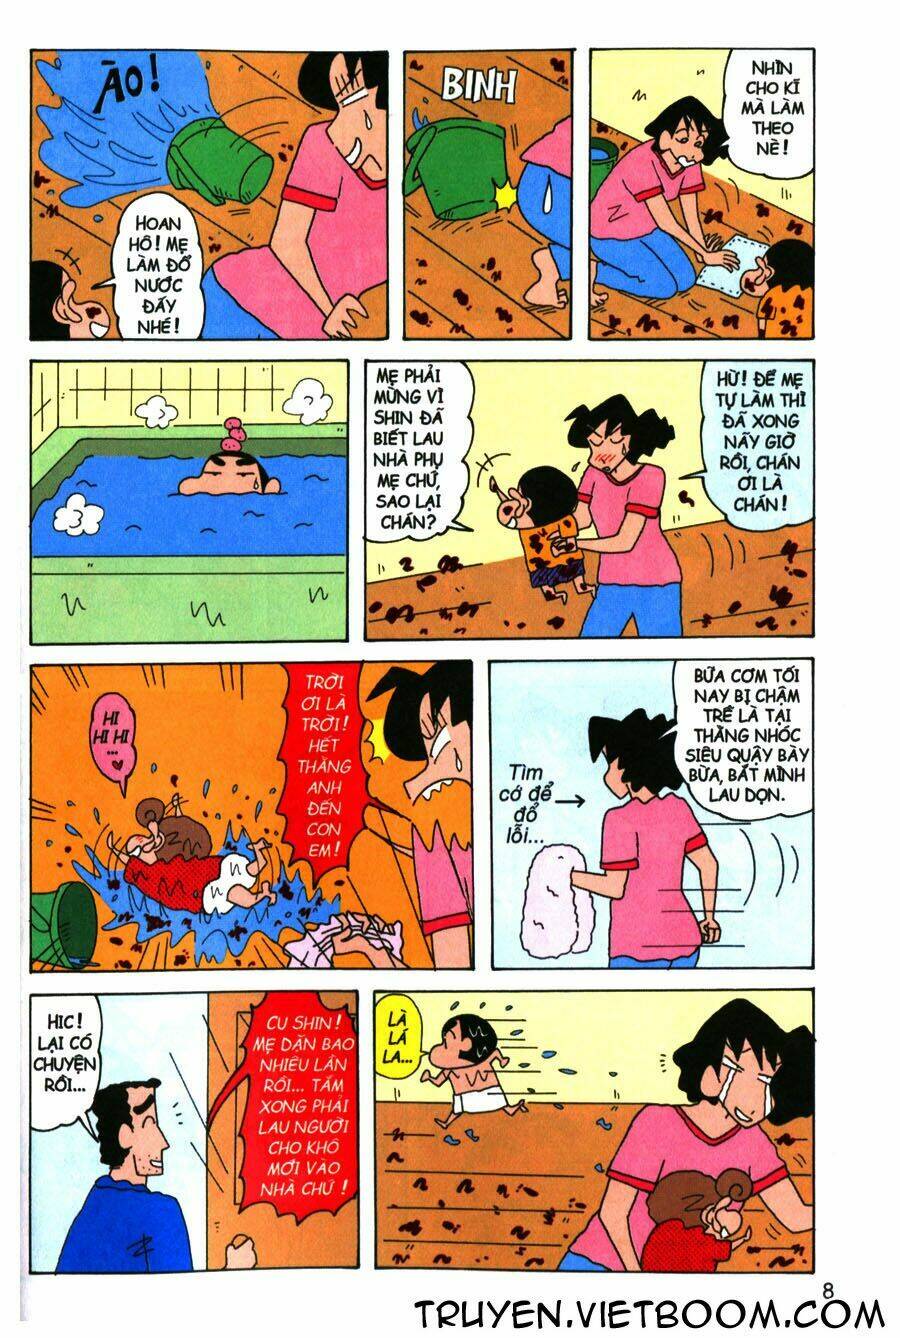 NHÌN
CHO KĨ
MÀ LÀM
THEO
NÈ!
BINH
ÀO!
HOAN
HÔ! MẸ
LÀM ĐỔ
NƯỚC
ĐẤY
NHÉ!
HỪ! ĐỂ MẸ
TỰ LÀM THÌ
ĐÃ XONG
NÃY GIỜ
RỒI, CHÁN
ƠI LÀ
CHÁN!
MẸ PHẢI
MỪNG VÌ
SHIN ĐÃ
BIẾT LAU
NHÀ PHỤ
MẸ CHỨ,
SAO LẠI
CHÁN?
BỮA CƠM TỐI
NAY BỊ CHẬM
TRỄ LÀ TẠI
THẰNG NHÓC
SIÊU QUẬY BÀY
BỪA, BẮT MÌNH
LAU DỌN.
Tìm
cớ để
đổ
lỗi...
TRỜI
ƠI LÀ
TRỜI!
HẾT
THẰNG
ANH
ĐẾN
CON
EM!
HI
HI HI
...
LÀ
LÁ
LA...
CU SHIN!
MẸ DẶN BAO
NHIÊU LẦN
RỒI... TẮM
XONG PHẢI
LAU NGƯỜI
CHO KHÔ
MỚI VÀO
NHÀ CHỨ!
HIC!
LẠI CÓ
CHUYỆN
RỒI...
8
TRUYEN.VIETBOOM.COM